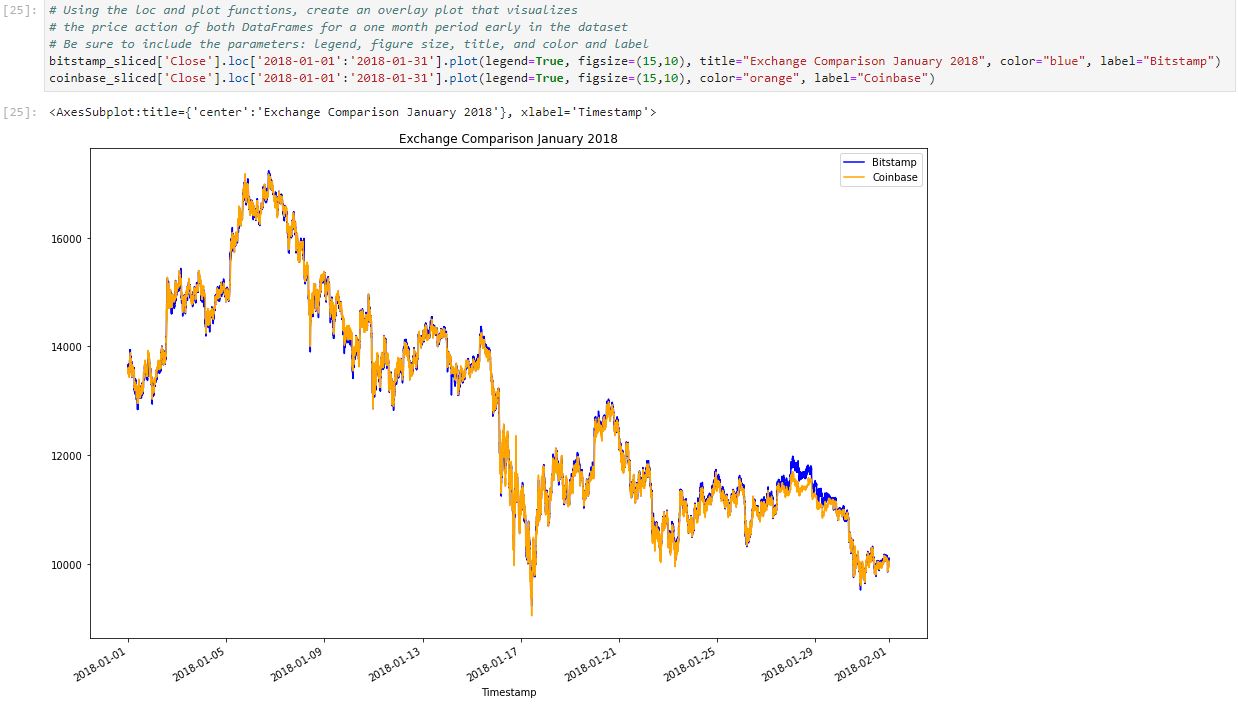 [25]: # Using the loc and plot functions, create an overlay plot that visualizes
# the price action of both DataFrames for a one month period early in the dataset
# Be sure to include the parameters: legend, figure size, title, and color and label
bitstamp_sliced['Close'].loc['2018-01-01':'2018-01-31'].plot(legend=True, figsize=(15,10), title="Exchange Comparison January 2018", color="blue", label="Bitstamp")
coinbase_sliced['Close'].loc['2018-01-01':'2018-01-31'].plot(legend=True, figsize=(15,10), color="orange", label="Coinbase")
[25]: <AxesSubplot:title={'center':'Exchange Comparison January 2018'}, xlabel='Timestamp'>
Exchange Comparison January 2018
Bitstamp
Coinbase
16000
14000
12000
10000
2018-01-01
2018-01-05
2018-01-09
2018-01-13
2018-01-17
2018-01-21
2018-01-25
2018-01-29
2018-02-01
Timestamp